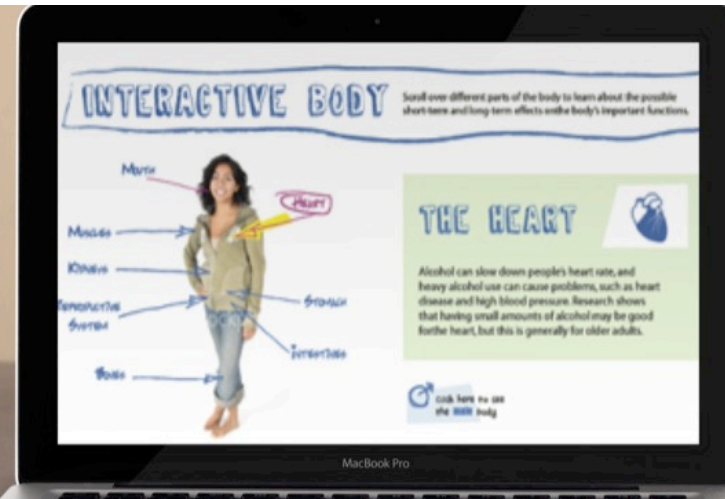 INTERACTIVE BODY
Scroll over different parts of the body to learn about the possible
short-term and long-term effects onthe body's important functions.
MOUTH
HEART
MUSCLES
KIDNEYS
REPRODUCTIVE
SYSTEM
STOMACH
INTESTINES
BONES
THE HEART
Alcohol can slow down people's heart rate, and
heavy alcohol use can cause problems, such as heart
disease and high blood pressure. Research shows
that having small amounts of alcohol may be good
forthe heart, but this is generally for older adults.
click here to see
the male body
MacBook Pro